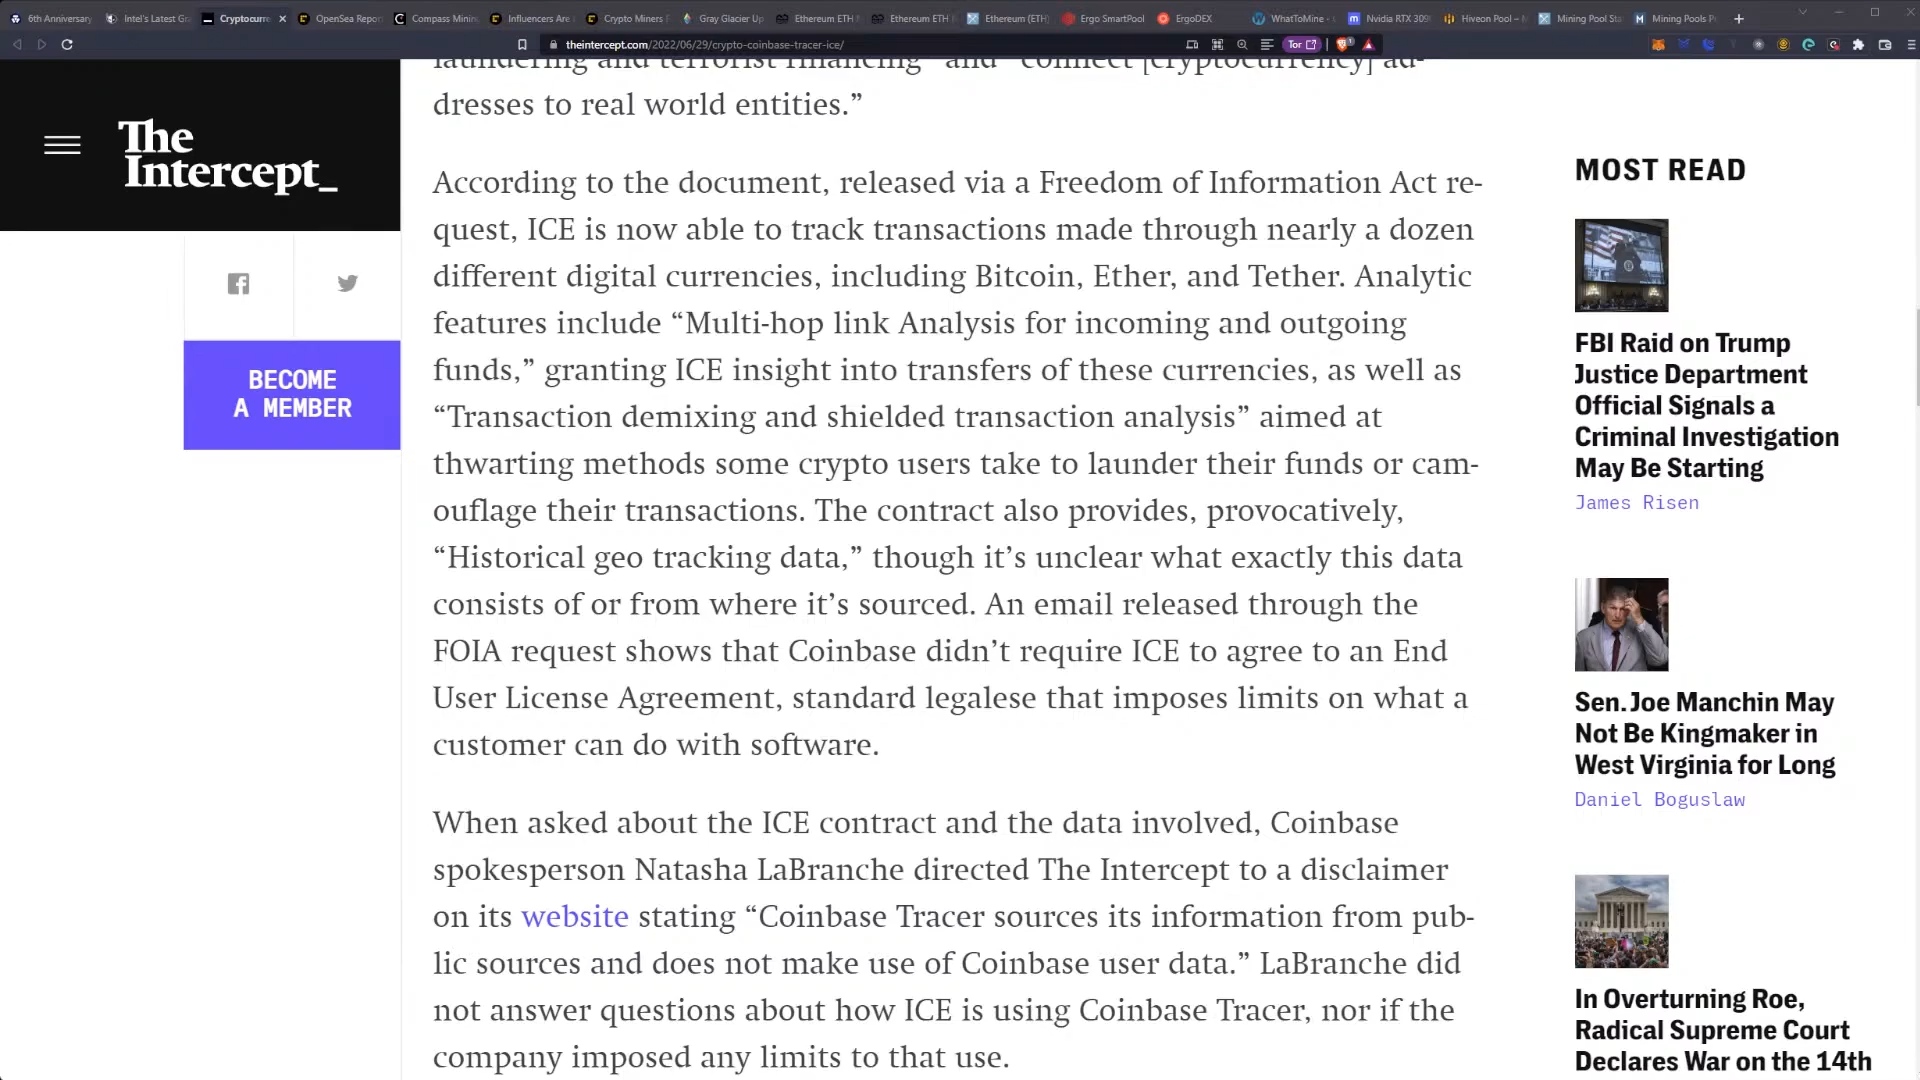 6th Anniversary
Intel's Latest Gr
Cryptocurre
OpenSea Repor
Compass Minin
Influencers Are
Crypto Miners F
Gray Glacier Up
Ethereum ETH
Ethereum ETH
Ethereum (ETH)
Ergo SmartPool
ErgoDEX
WhatToMine -
Nvidia RTX 309
Hiveon Pool –
Mining Pool Sta
Mining Pools P
theintercept.com/2022/06/29/crypto-coinbase-tracer-ice/
Tor
The
Intercept_
BECOME
A MEMBER
laundering and terrorist financing” and “connect [cryptocurrency] ad-
dresses to real world entities.”
According to the document, released via a Freedom of Information Act re-
quest, ICE is now able to track transactions made through nearly a dozen
different digital currencies, including Bitcoin, Ether, and Tether. Analytic
features include “Multi-hop link Analysis for incoming and outgoing
funds,” granting ICE insight into transfers of these currencies, as well as
“Transaction demixing and shielded transaction analysis” aimed at
thwarting methods some crypto users take to launder their funds or cam-
ouflage their transactions. The contract also provides, provocatively,
“Historical geo tracking data,” though it’s unclear what exactly this data
consists of or from where it’s sourced. An email released through the
FOIA request shows that Coinbase didn’t require ICE to agree to an End
User License Agreement, standard legalese that imposes limits on what a
customer can do with software.
When asked about the ICE contract and the data involved, Coinbase
spokesperson Natasha LaBranche directed The Intercept to a disclaimer
on its website stating “Coinbase Tracer sources its information from pub-
lic sources and does not make use of Coinbase user data.” LaBranche did
not answer questions about how ICE is using Coinbase Tracer, nor if the
company imposed any limits to that use.
MOST READ
FBI Raid on Trump
Justice Department
Official Signals a
Criminal Investigation
May Be Starting
James Risen
Sen. Joe Manchin May
Not Be Kingmaker in
West Virginia for Long
Daniel Boguslaw
In Overturning Roe,
Radical Supreme Court
Declares War on the 14th